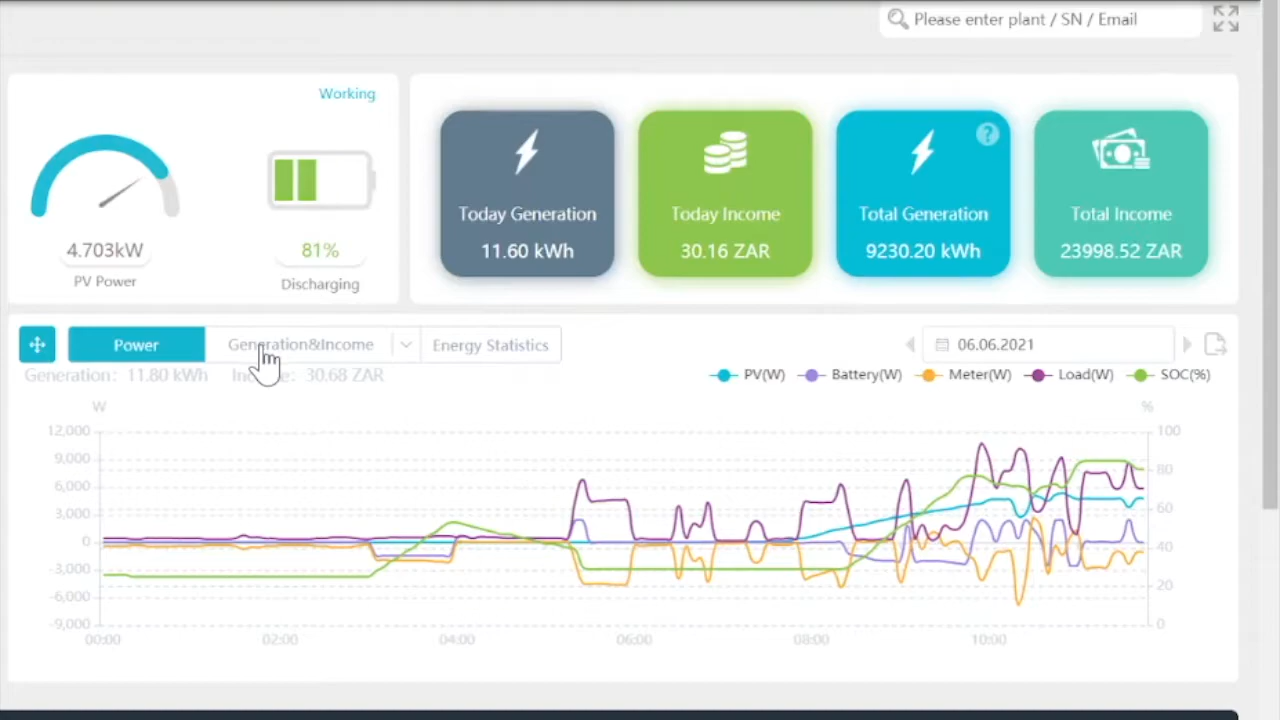 Please enter plant / SN / Email
Working
4.703kW
PV Power
81%
Discharging
Today Generation
11.60 kWh
Today Income
30.16 ZAR
Total Generation
9230.20 kWh
?
Total Income
23998.52 ZAR
Power
Generation&Income
Energy Statistics
06.06.2021
Generation: 11.80 kWh Income: 30.68 ZAR
PV(W) Battery(W) Meter(W) Load(W) SOC(%)
W %
12,000 100
9,000
6,000 80
3,000 60
0 40
-3,000
-6,000 20
-9,000 0
00:00 02:00 04:00 06:00 08:00 10:00